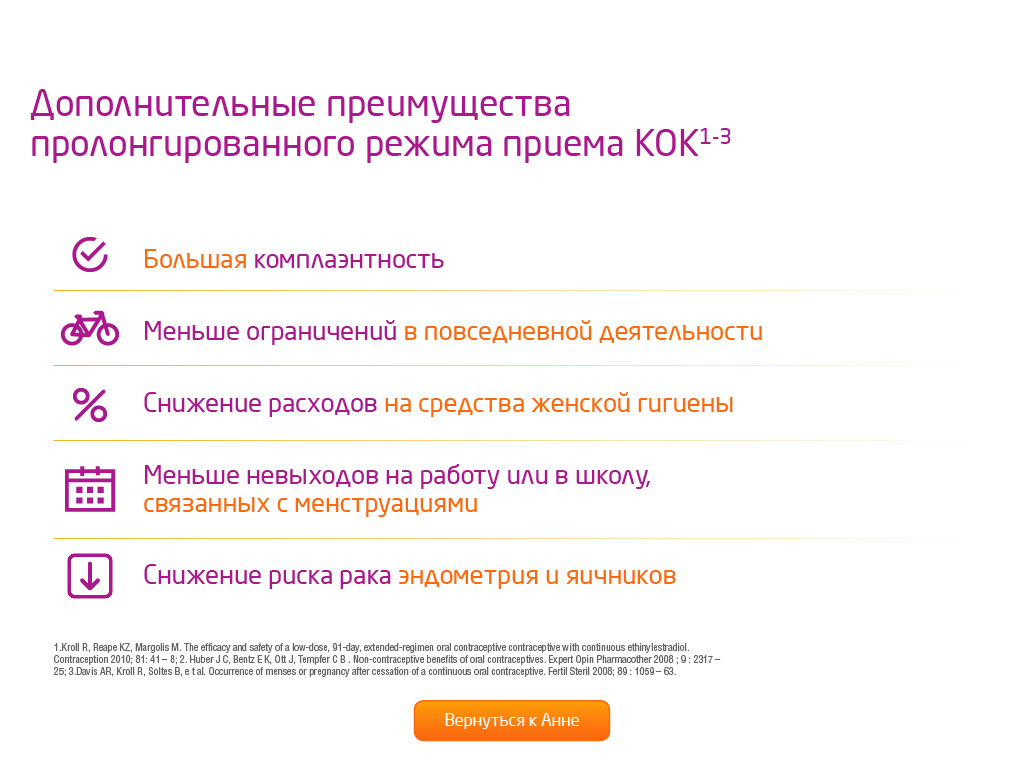 Дополнительные преимущества
пролонгированного режима приема КОК1-3
Большая комплаэнтность
Меньше ограничений в повседневной деятельности
Снижение расходов на средства женской гигиены
Меньше невыходов на работу или в школу,
связанных с менструациями
Снижение риска рака эндометрия и яичников
1.Kroll R, Reape KZ, Margolis M. The efficacy and safety of a low-dose, 91-day, extended-regimen oral contraceptive contraceptive with continuous ethinylestradiol.
Contraception 2010; 81: 41 – 8; 2. Huber J C, Bentz E K, Ott J, Tempfer C B . Non-contraceptive benefits of oral contraceptives. Expert Opin Pharmacother 2008 ; 9 : 2317 –
25; 3.Davis AR, Kroll R, Soltes B, e t al. Occurrence of menses or pregnancy after cessation of a continuous oral contraceptive. Fertil Steril 2008; 89 : 1059 – 63.
Вернуться к Анне